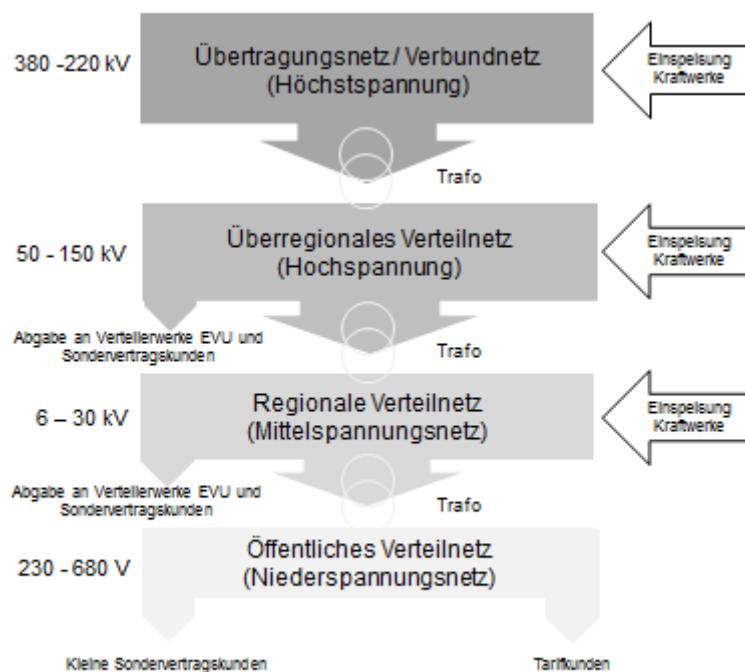 380 -220 kV
Übertragungsnetz / Verbundnetz
(Höchstspannung)
Einspeisung
Kraftwerke
Trafo
50 - 150 kV
Überregionales Verteilnetz
(Hochspannung)
Einspeisung
Kraftwerke
Abgabe an Verteilerwerke EVU und
Sondervertragskunden
Trafo
6 – 30 kV
Regionale Verteilnetz
(Mittelspannungsnetz)
Einspeisung
Kraftwerke
Abgabe an Verteilerwerke EVU und
Sondervertragskunden
Trafo
230 - 680 V
Öffentliches Verteilnetz
(Niederspannungsnetz)
Kleine Sondervertragskunden
Tarifkunden